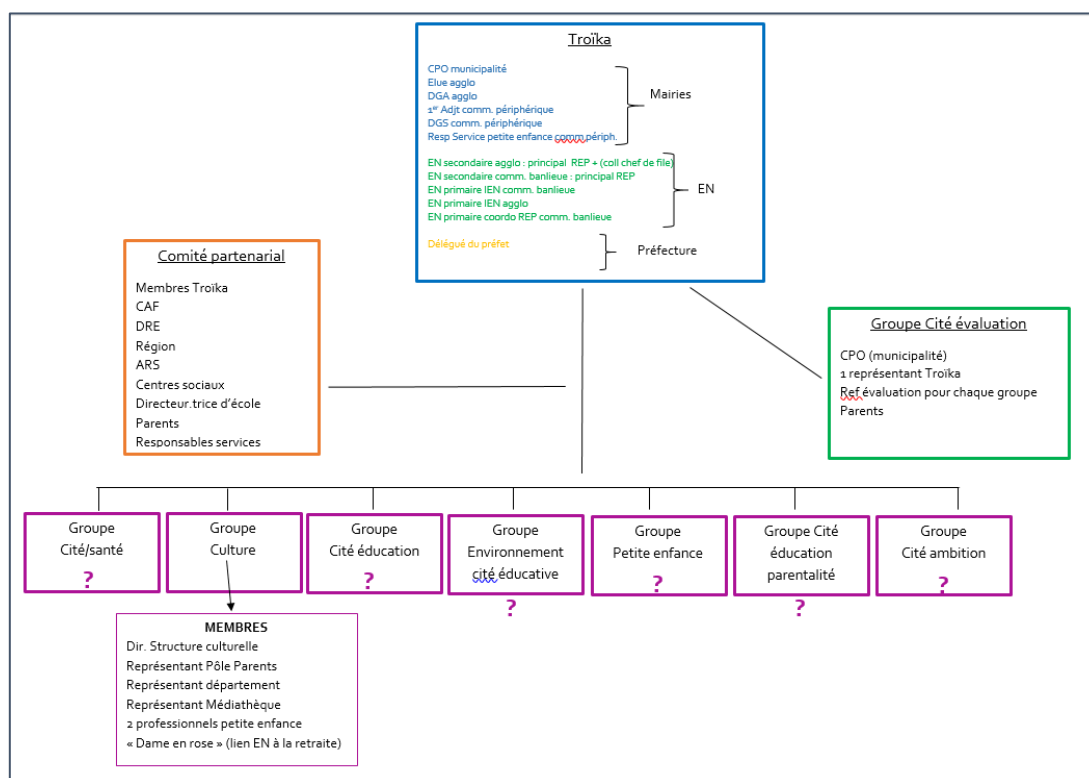 Troïka
CPO municipalité
Elue agglo
DGA agglo
1er Adjt comm. périphérique
DGS comm. périphérique
Resp Service petite enfance comm.périph.
Mairies
EN secondaire agglo : principal REP + (coll chef de file)
EN secondaire comm. banlieue : principal REP
EN primaire IEN comm. banlieue
EN primaire IEN agglo
EN primaire coordo REP comm. banlieue
EN
Délégué du préfet
Préfecture
Comité partenarial
Membres Troïka
CAF
DRE
Région
ARS
Centres sociaux
Directeur.trice d'école
Parents
Responsables services
Groupe Cité évaluation
CPO (municipalité)
1 représentant Troïka
Ref évaluation pour chaque groupe
Parents
Groupe
Cité/santé
?
Groupe
Culture
Groupe
Cité éducation
?
Groupe
Environnement
cité éducative
?
Groupe
Petite enfance
?
Groupe Cité
éducation
parentalité
?
Groupe
Cité ambition
?
MEMBRES
Dir. Structure culturelle
Représentant Pôle Parents
Représentant département
Représentant Médiathèque
2 professionnels petite enfance
« Dame en rose » (lien EN à la retraite)